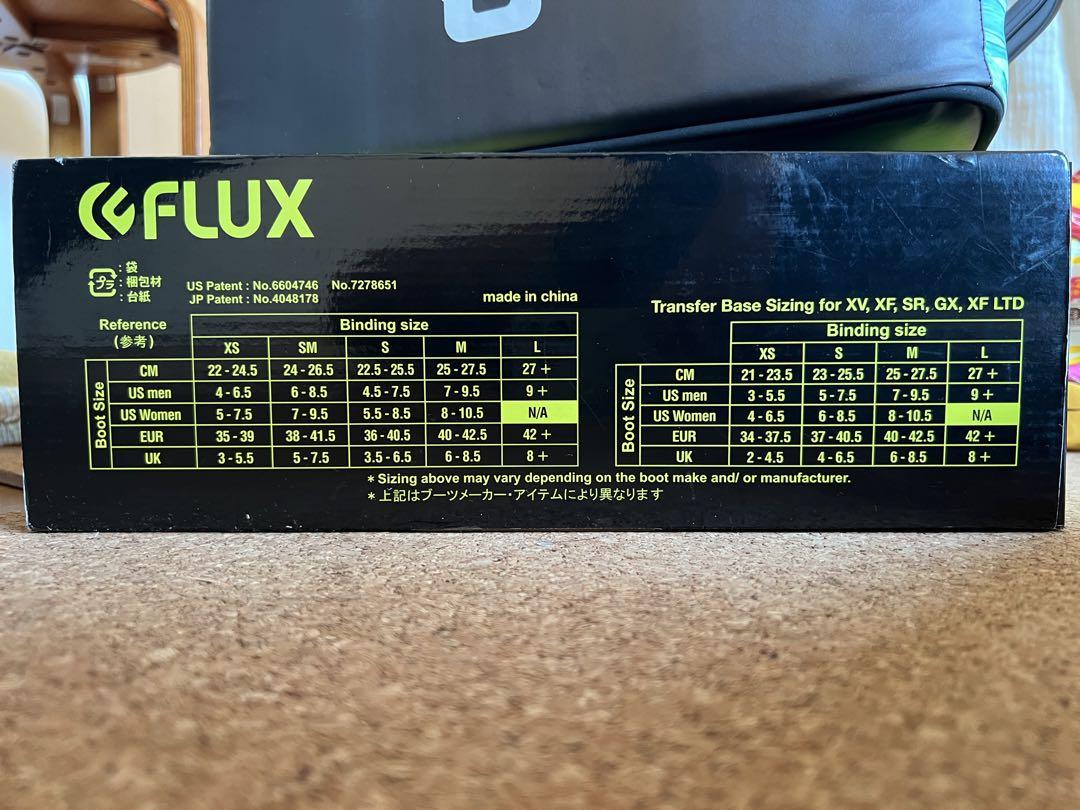 FLUX
プラ
: 袋
: 梱包材
: 台紙
US Patent : No.6604746 No.7278651
JP Patent : No.4048178
made in china
Reference
(参考)
Binding size
XS SM S M L
Boot Size
CM 22 - 24.5 24 - 26.5 22.5 - 25.5 25 - 27.5 27 +
US men 4 - 6.5 6 - 8.5 4.5 - 7.5 7 - 9.5 9 +
US Women 5 - 7.5 7 - 9.5 5.5 - 8.5 8 - 10.5 N/A
EUR 35 - 39 38 - 41.5 36 - 40.5 40 - 42.5 42 +
UK 3 - 5.5 5 - 7.5 3.5 - 6.5 6 - 8.5 8 +
Transfer Base Sizing for XV, XF, SR, GX, XF LTD
Binding size
XS S M L
Boot Size
CM 21 - 23.5 23 - 25.5 25 - 27.5 27 +
US men 3 - 5.5 5 - 7.5 7 - 9.5 9 +
US Women 4 - 6.5 6 - 8.5 8 - 10.5 N/A
EUR 34 - 37.5 37 - 40.5 40 - 42.5 42 +
UK 2 - 4.5 4 - 6.5 6 - 8.5 8 +
* Sizing above may vary depending on the boot make and/ or manufacturer.
* 上記はブーツメーカー・アイテムにより異なります